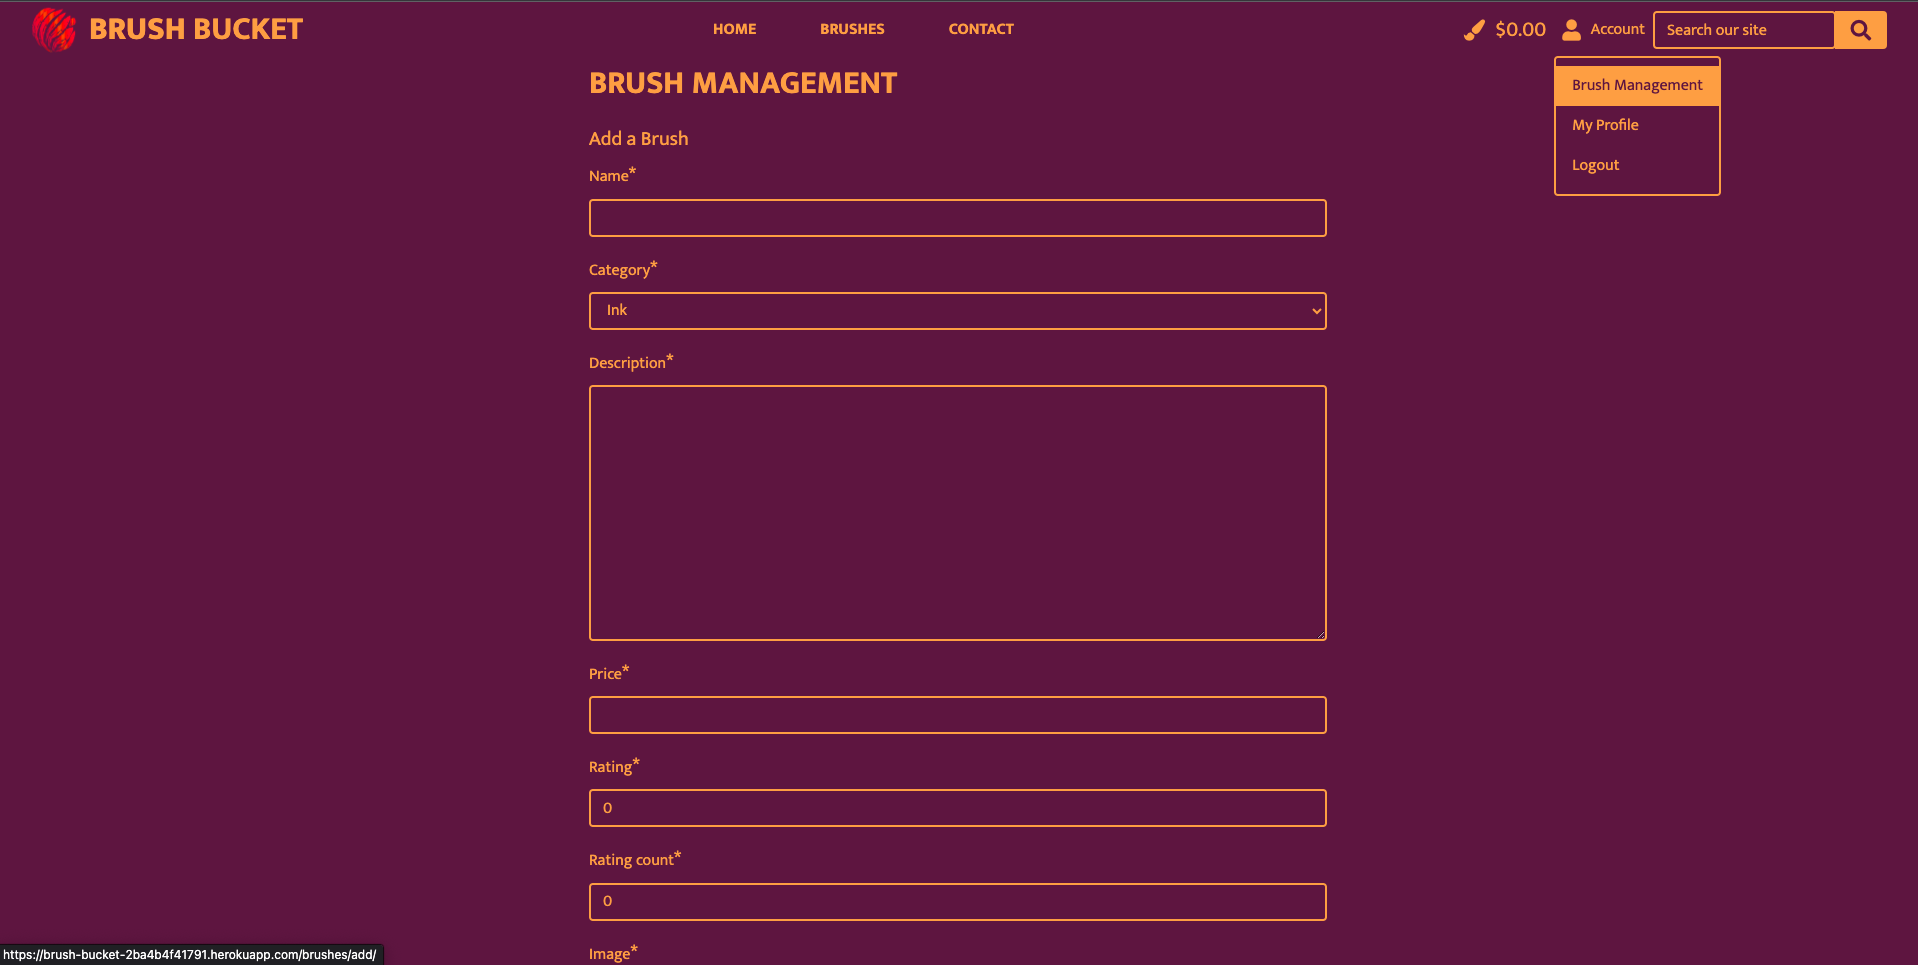 BRUSH BUCKET
HOME BRUSHES CONTACT
$0.00 Account Search our site
Brush Management
My Profile
Logout
BRUSH MANAGEMENT
Add a Brush
Name*
Category*
Ink
Description*
Price*
Rating*
0
Rating count*
0
Image*
https://brush-bucket-2ba4b4f41791.herokuapp.com/brushes/add/